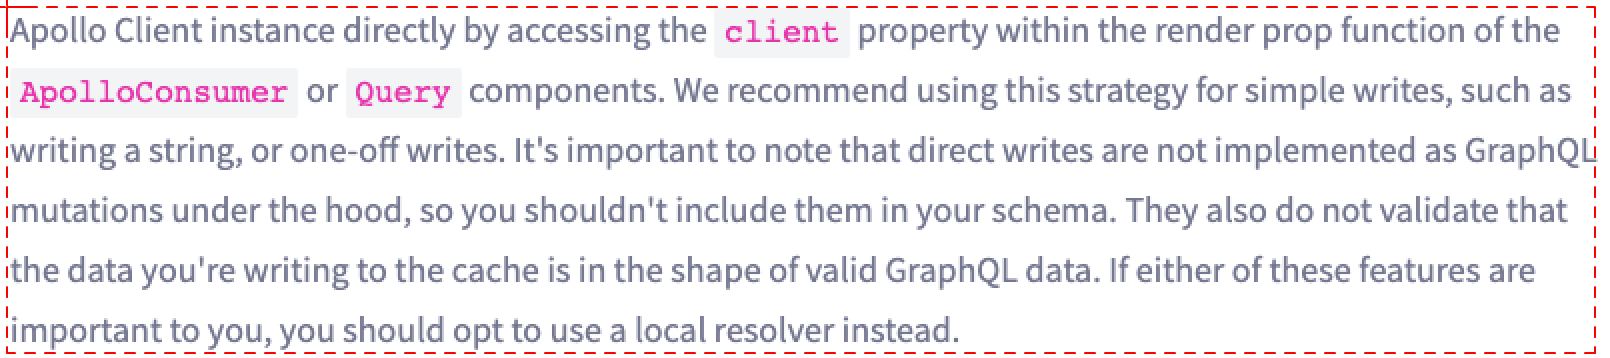 Apollo Client instance directly by accessing the client property within the render prop function of the
ApolloConsumer or Query components. We recommend using this strategy for simple writes, such as
writing a string, or one-off writes. It's important to note that direct writes are not implemented as GraphQL
mutations under the hood, so you shouldn't include them in your schema. They also do not validate that
the data you're writing to the cache is in the shape of valid GraphQL data. If either of these features are
important to you, you should opt to use a local resolver instead.